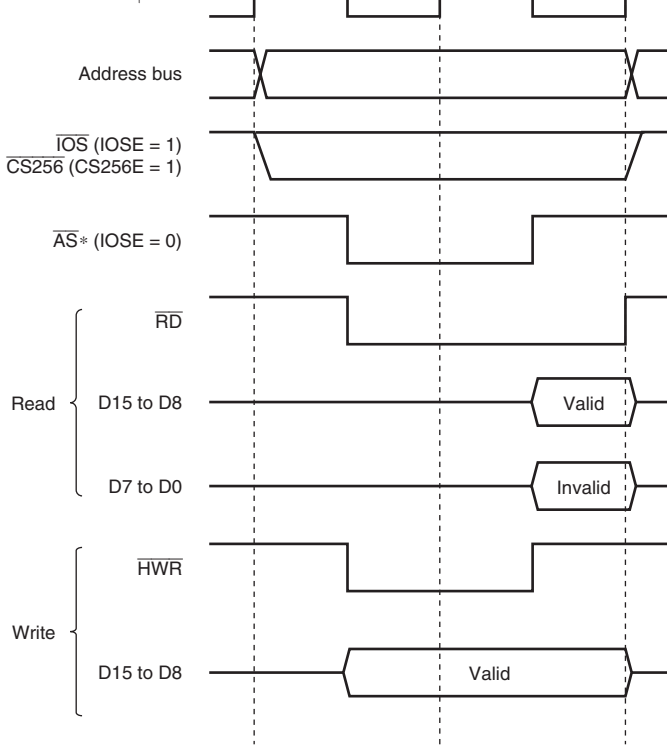 Address bus
IOS (IOSE = 1)
CS256 (CS256E = 1)
AS* (IOSE = 0)
RD
Read
D15 to D8
Valid
D7 to D0
Invalid
HWR
Write
D15 to D8
Valid